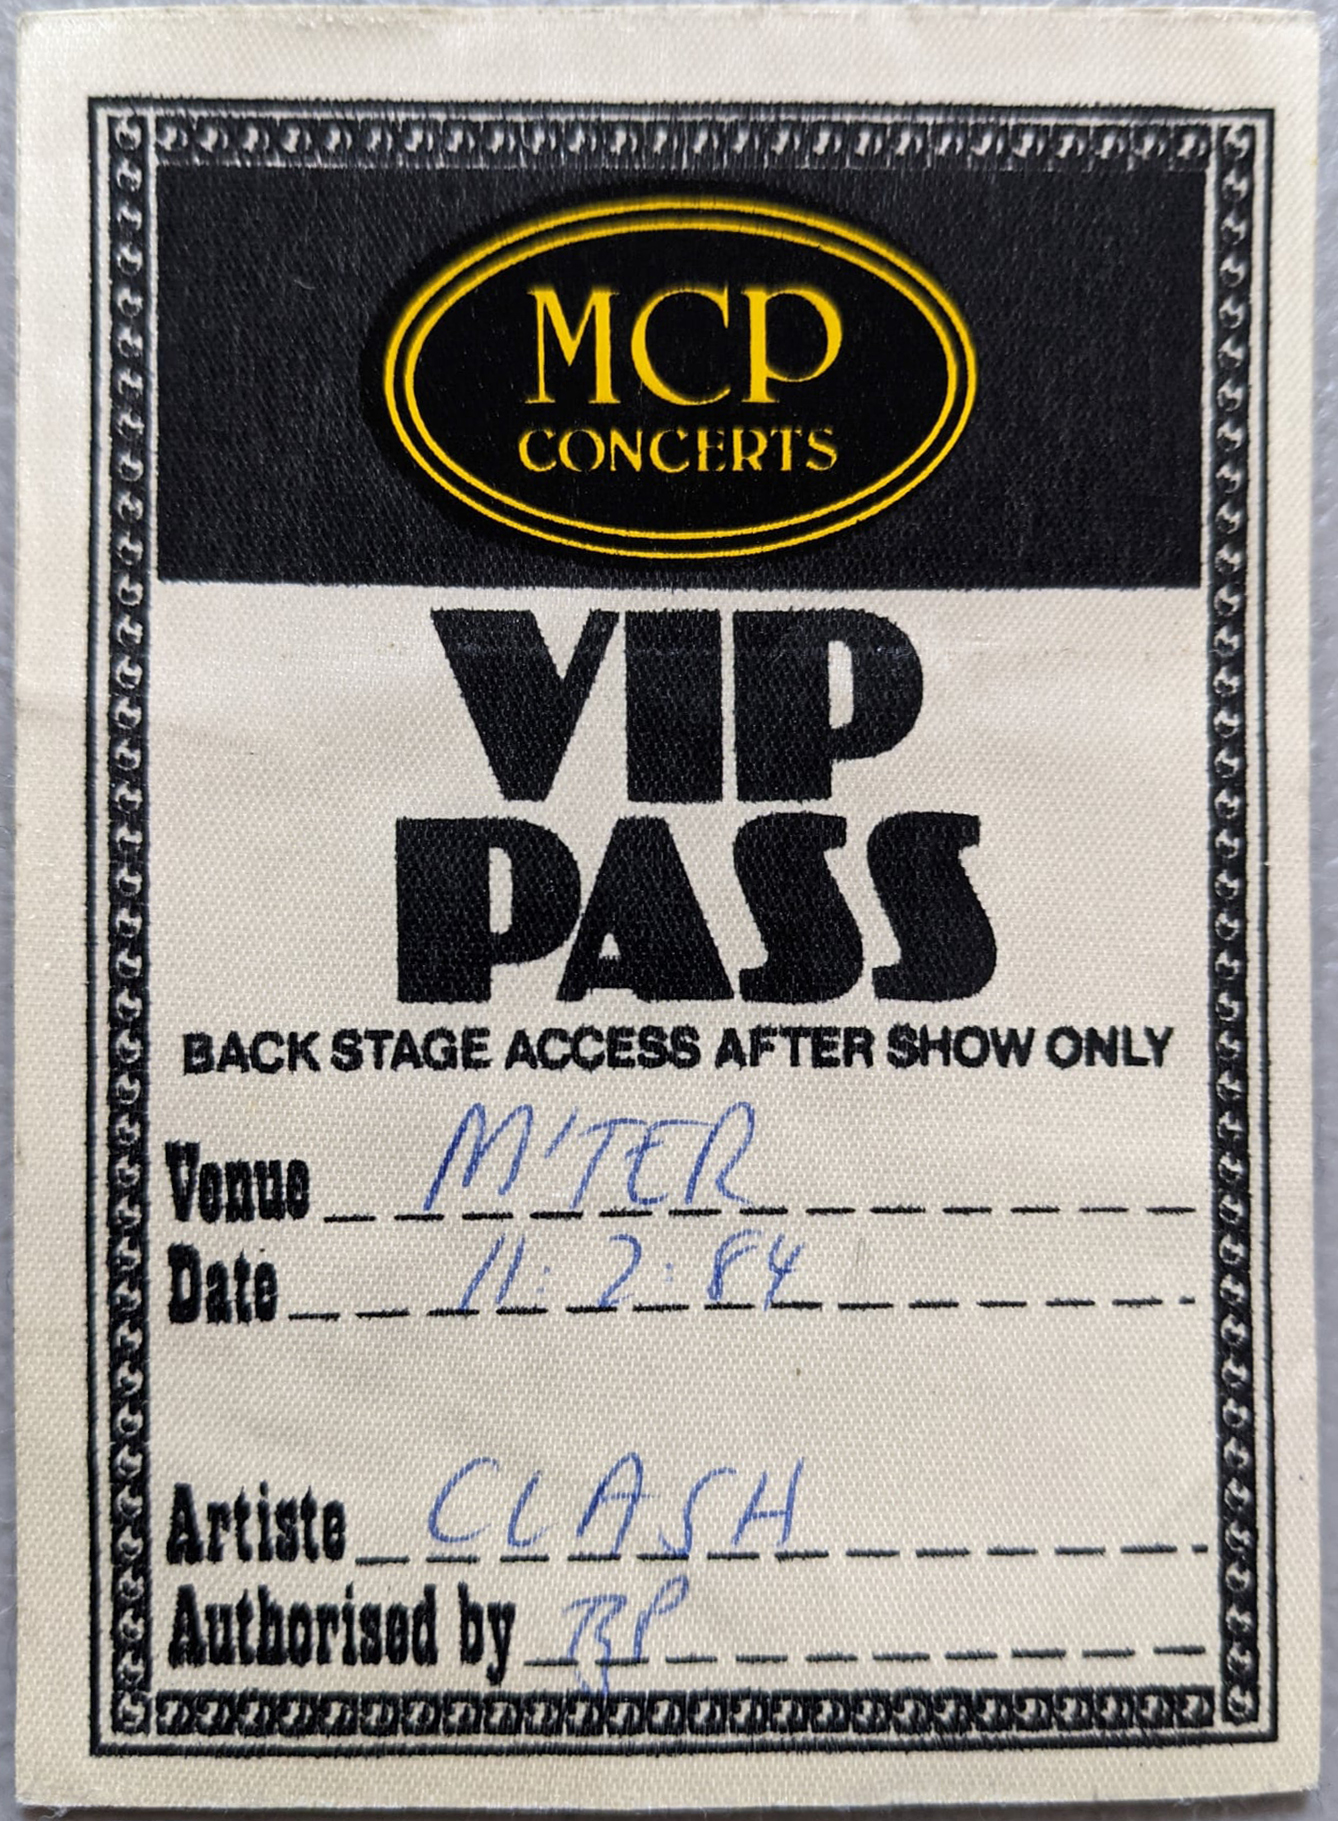 MCP
CONCERTS
VIP
PASS
BACK STAGE ACCESS AFTER SHOW ONLY
Venue M'TER
Date 11:2:84
Artiste CLASH
Authorised by